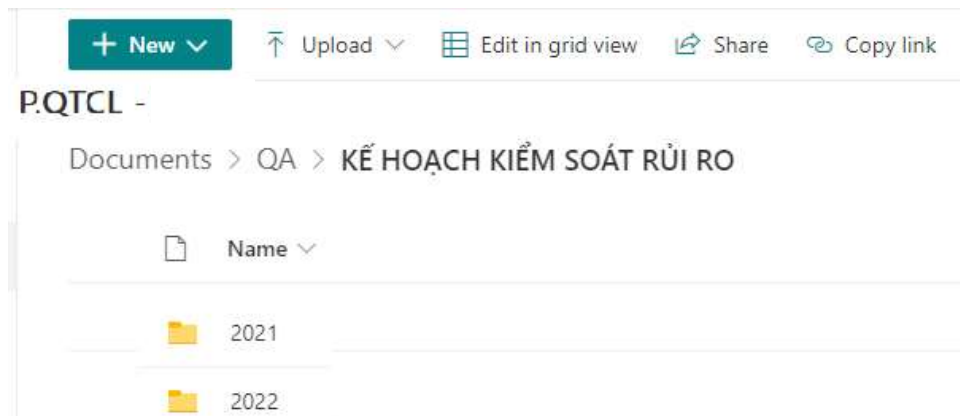 New Upload Edit in grid view Share Copy link
P.QTCL -
Documents > QA > KẾ HOẠCH KIỂM SOÁT RỦI RO
Name
2021
2022